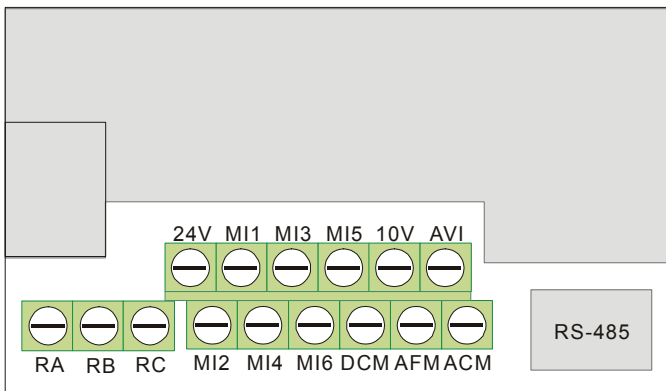 24V MI1 MI3 MI5 10V AVI
RS-485
RA RB RC MI2 MI4 MI6 DCM AFM ACM